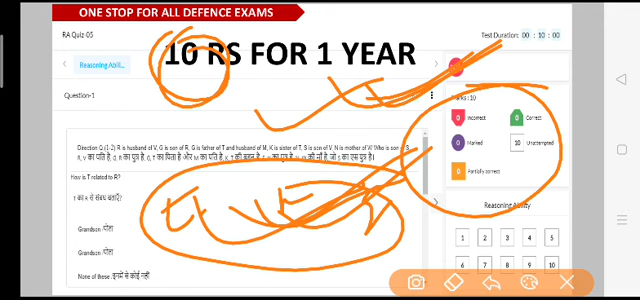 ONE STOP FOR ALL DEFENCE EXAMS
RA Quiz-05
Test Duration: 00 : 10 : 00
10 RS FOR 1 YEAR
Reasoning Abili...
Marks : 10
Question-1
0 Incorrect 0 Correct
0 Marked 10 Unattempted
0 Partially correct
Direction Q (1-2) R is husband of V, G is son of R, G is father of T and husband of M, K is sister of T, S is son of V, N is mother of V? Who is son of S
How is T related to R?
T का R से संबंध बताएँ?
Grandson /पोता
Grandson /पोता
None of these इनमें से कोई नहीं
Reasoning Ability
1 2 3 4 5
6 7 8 9 10